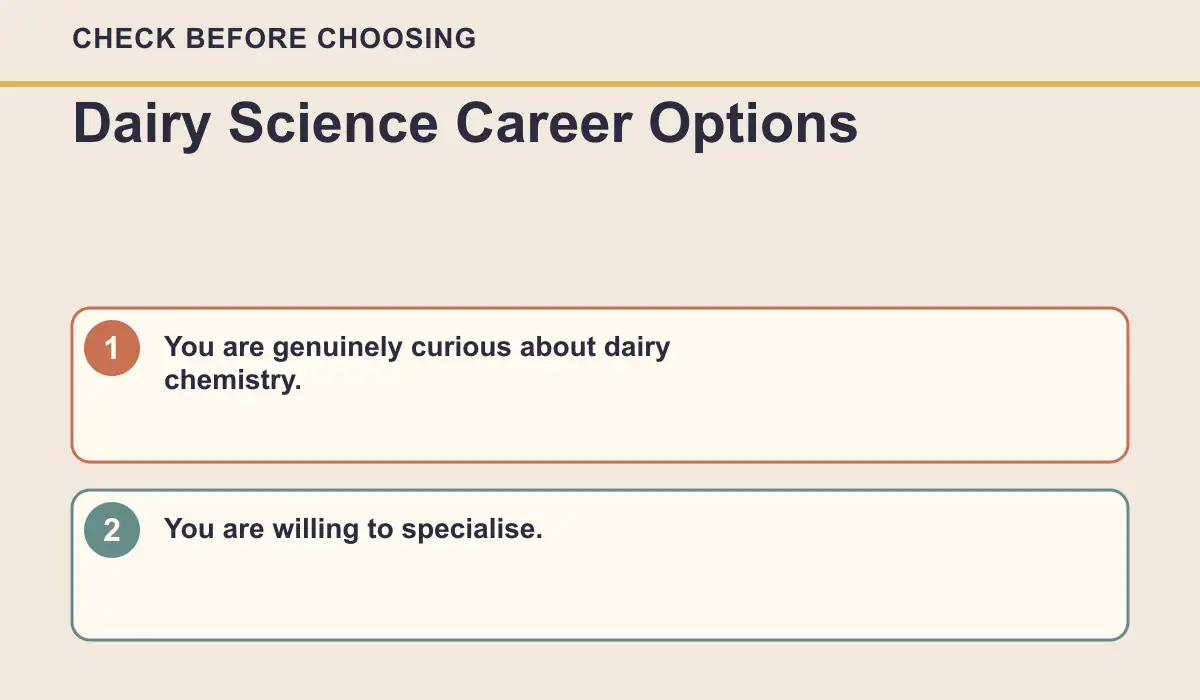 CHECK BEFORE CHOOSING
Dairy Science Career Options
1
You are genuinely curious about dairy
chemistry.
2
You are willing to specialise.